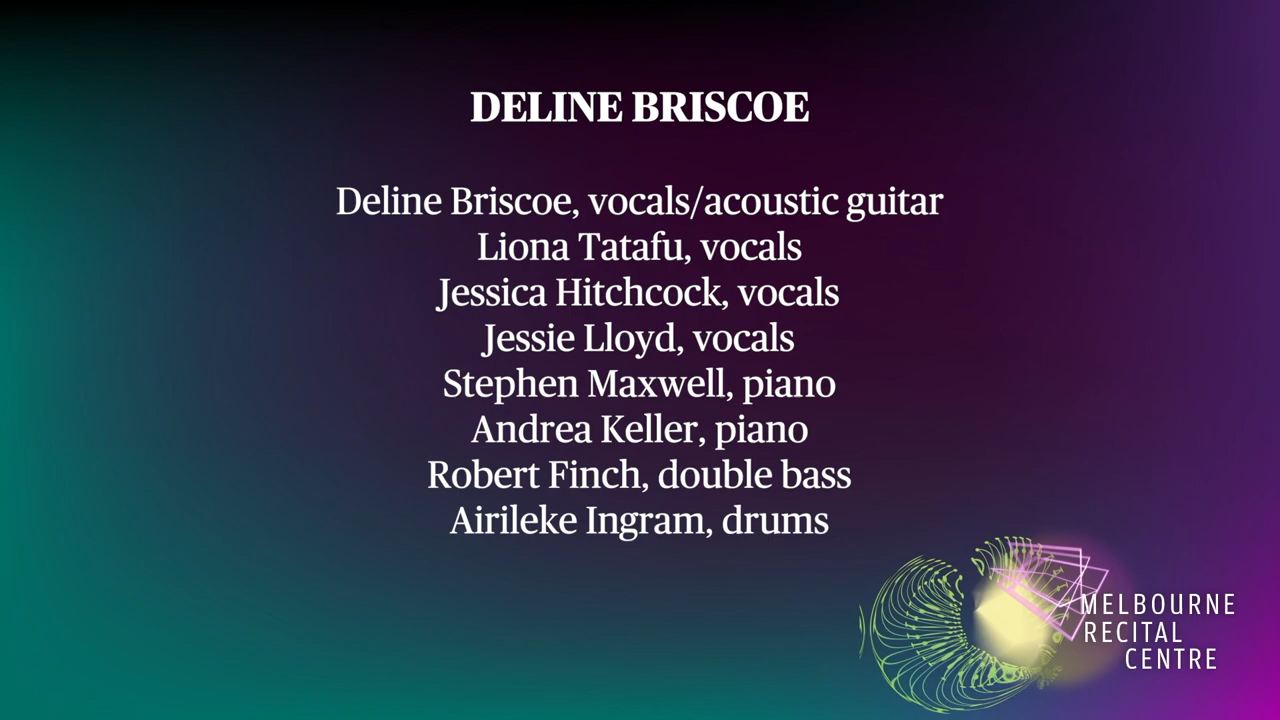 DELINE BRISCOE
Deline Briscoe, vocals/acoustic guitar
Liona Tatafu, vocals
Jessica Hitchcock, vocals
Jessie Lloyd, vocals
Stephen Maxwell, piano
Andrea Keller, piano
Robert Finch, double bass
Airileke Ingram, drums
MELBOURNE
RECITAL
CENTRE